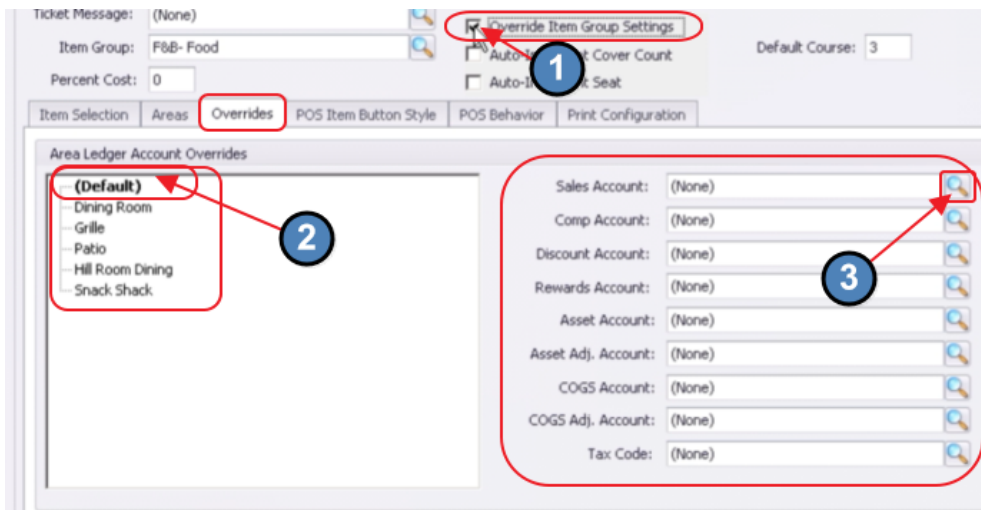 Ticket Message: (None)
Override Item Group Settings
Item Group: F&B- Food
Auto-In t Cover Count
Default Course: 3
Percent Cost: 0
Auto-In t Seat
1
Item Selection Areas Overrides POS Item Button Style POS Behavior Print Configuration
Area Ledger Account Overrides
(Default)
Dining Room
Grille
Patio
Hill Room Dining
Snack Shack
2
Sales Account: (None)
Comp Account: (None)
Discount Account: (None)
Rewards Account: (None)
Asset Account: (None)
Asset Adj. Account: (None)
COGS Account: (None)
COGS Adj. Account: (None)
Tax Code: (None)
3